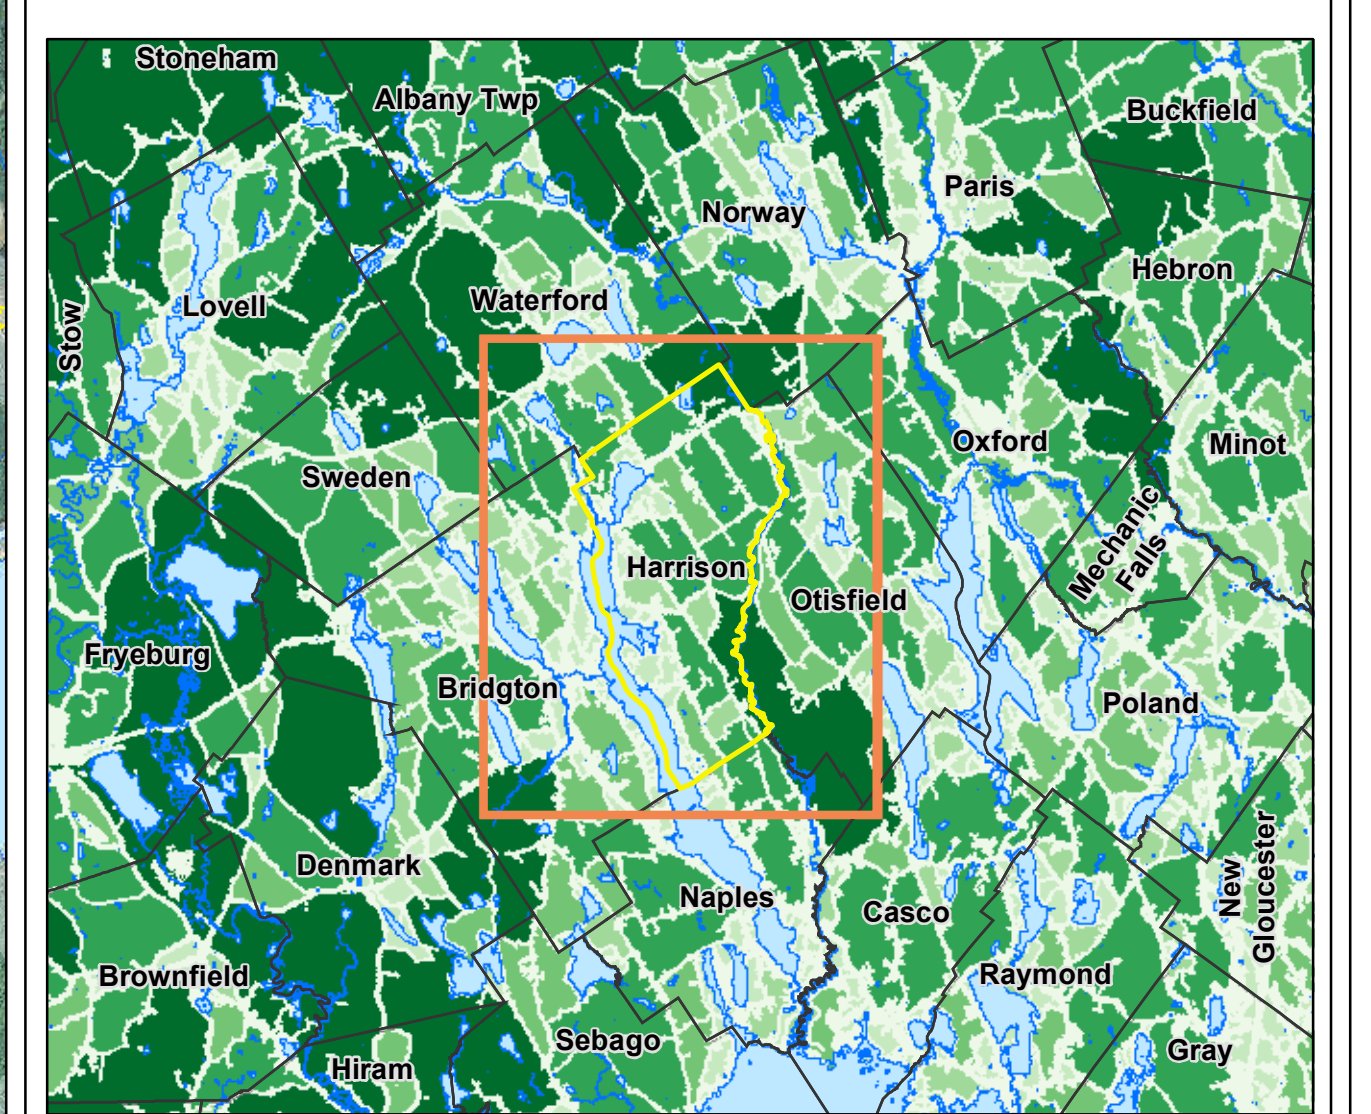 Stoneham
Albany Twp
Buckfield
Paris
Norway
Hebron
Waterford
Lovell
Stow
Oxford
Minot
Sweden
Mechanic
Falls
Harrison
Otisfield
Fryeburg
Bridgton
Poland
Denmark
Naples
Casco
New
Gloucester
Brownfield
Raymond
Sebago
Gray
Hiram